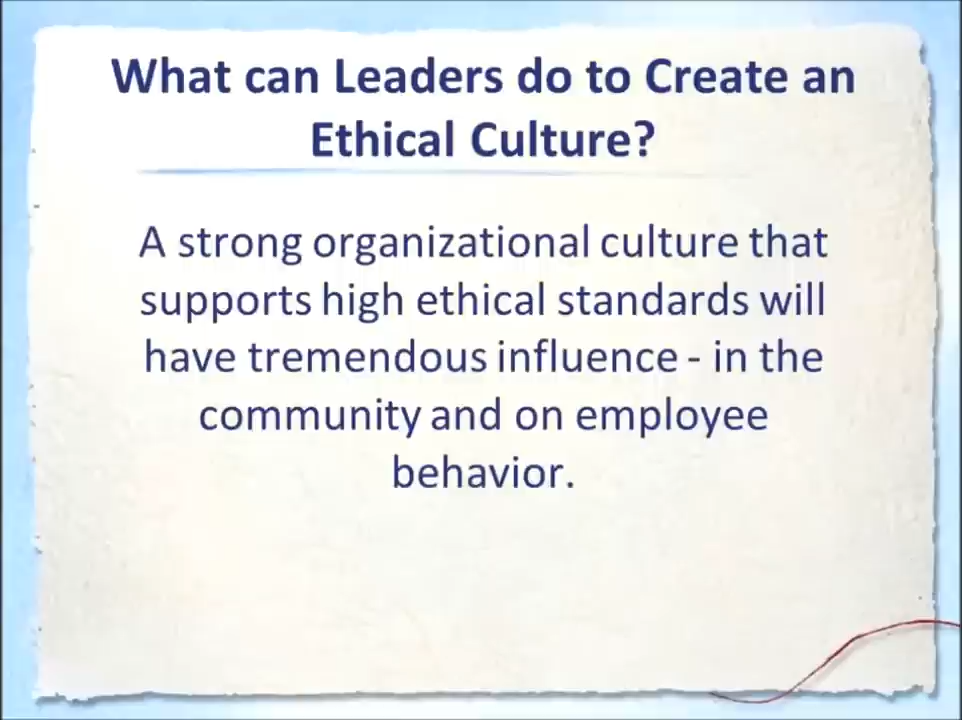 What can Leaders do to Create an
Ethical Culture?
A strong organizational culture that
supports high ethical standards will
have tremendous influence - in the
community and on employee
behavior.